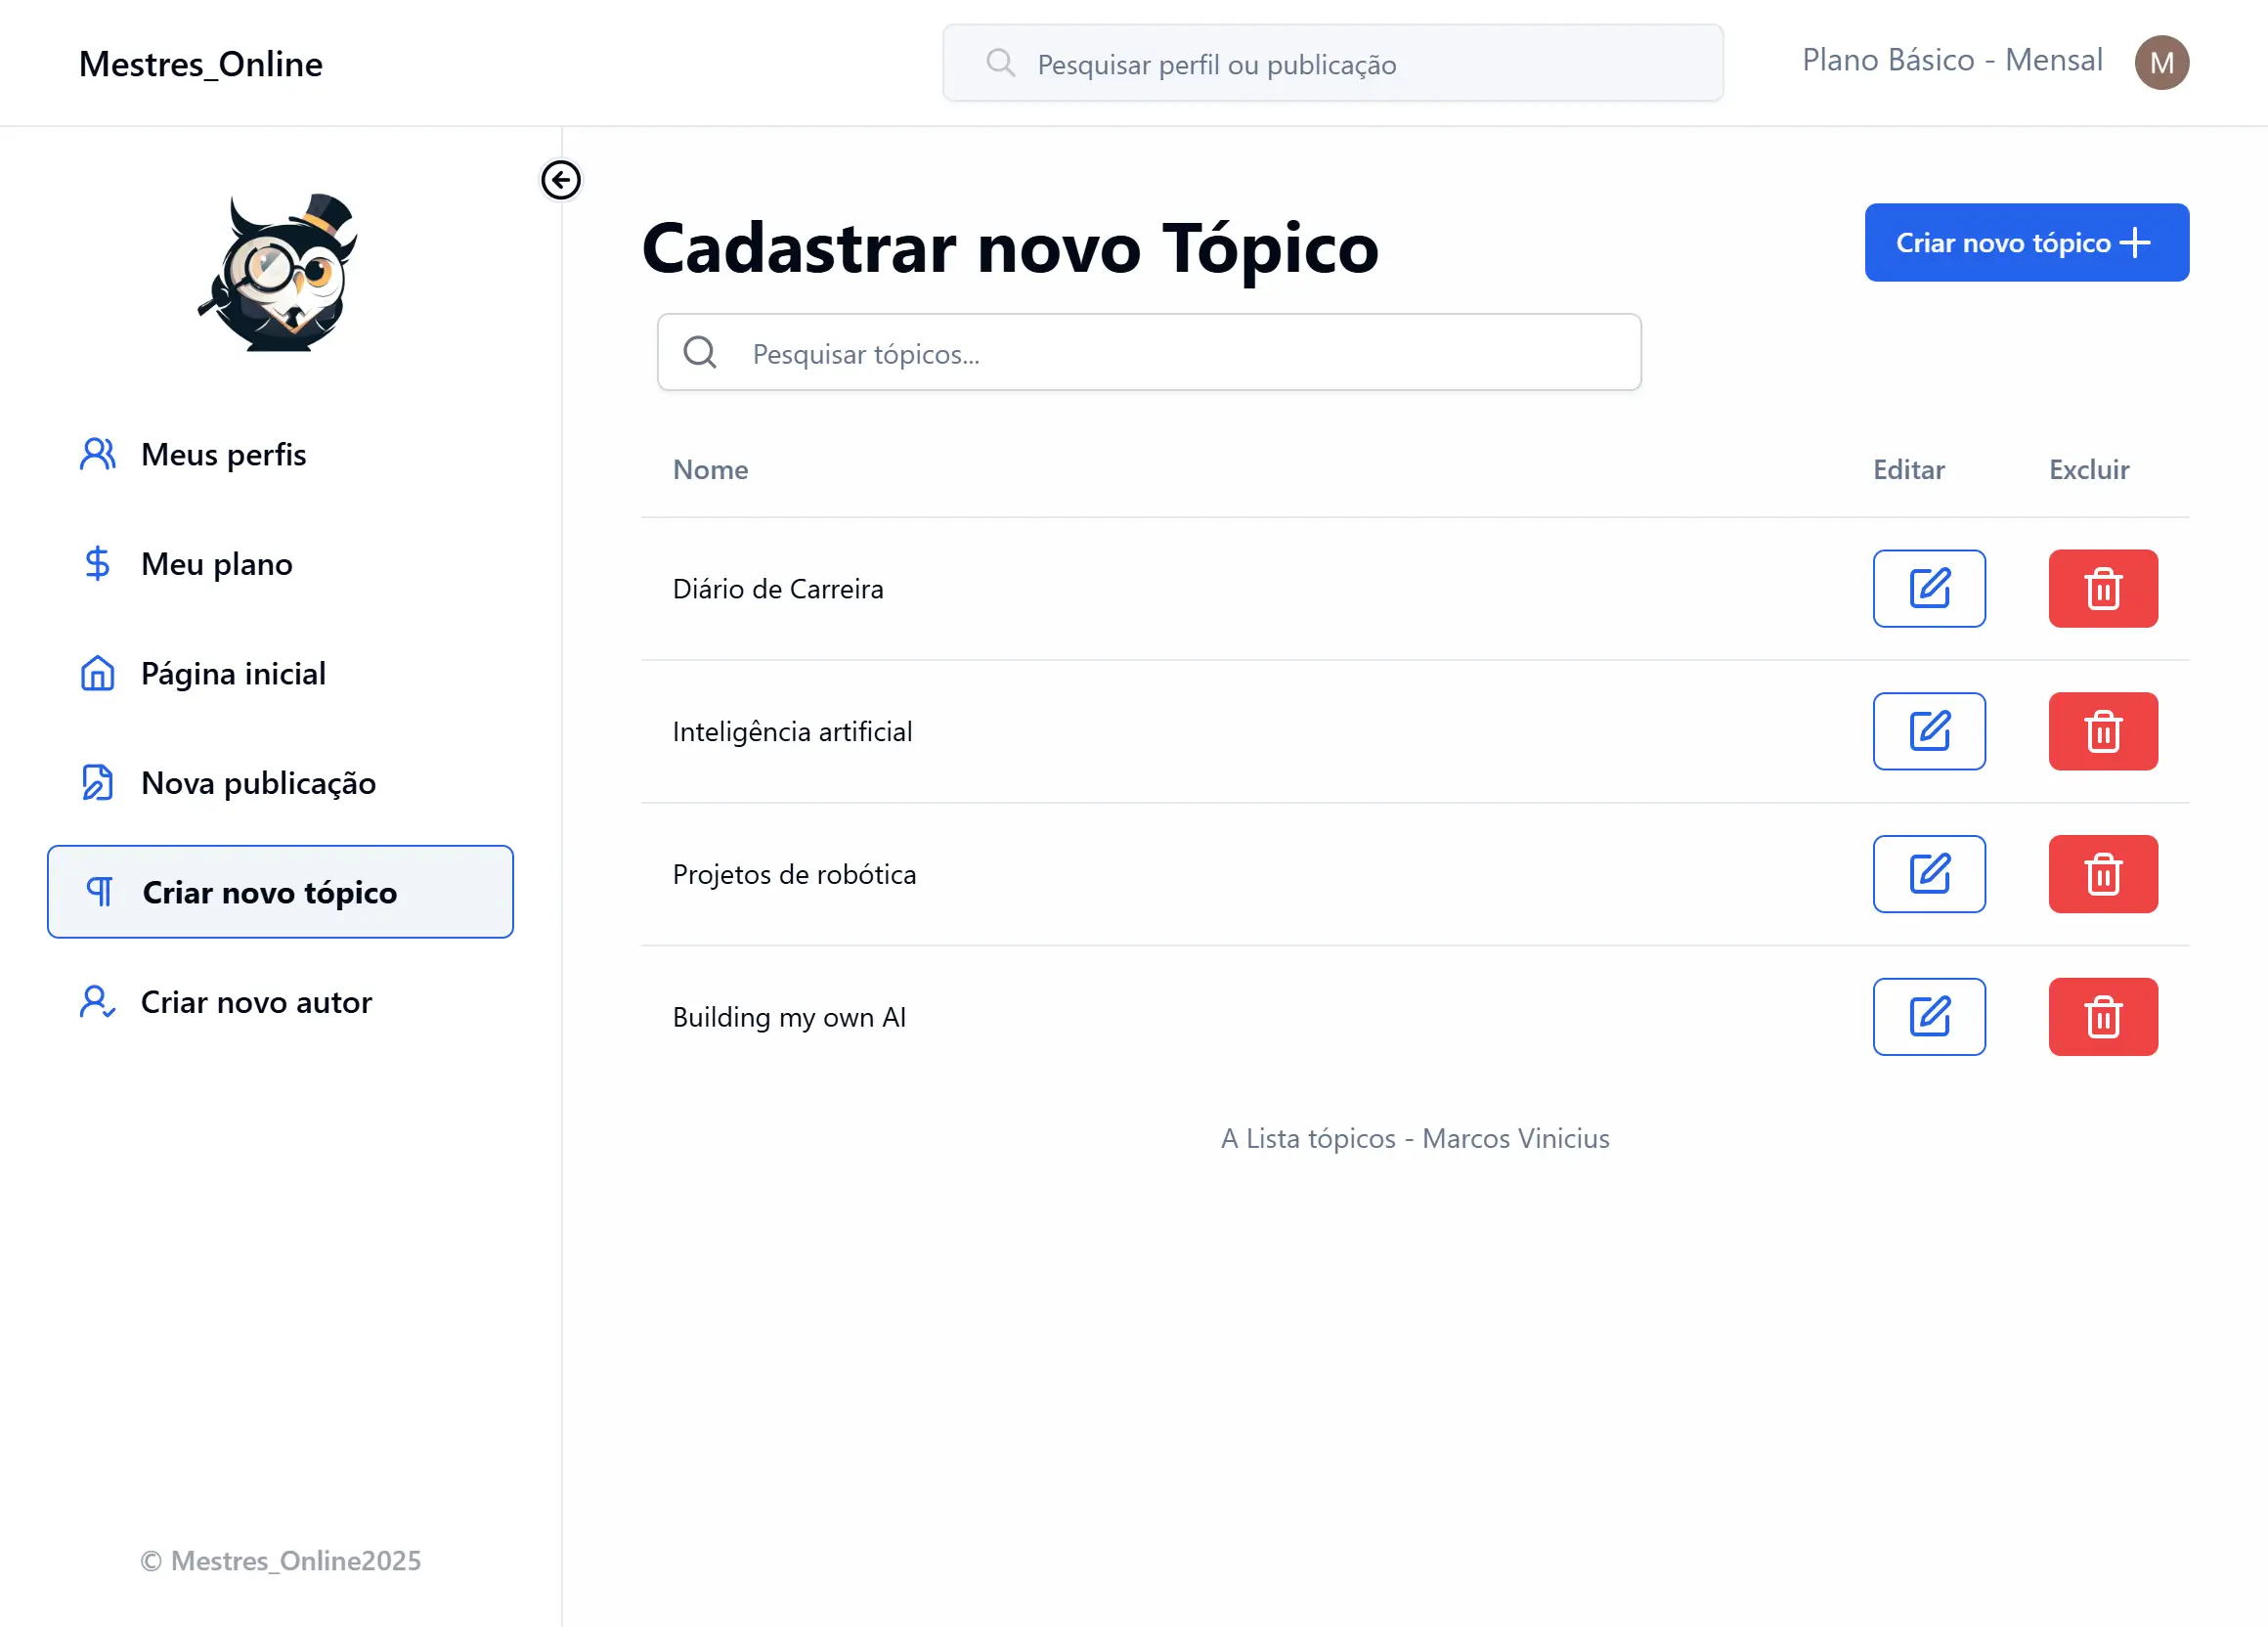 Mestres_Online
Pesquisar perfil ou publicação
Plano Básico - Mensal
M
Meus perfis
Meu plano
Página inicial
Nova publicação
Criar novo tópico
Criar novo autor
© Mestres_Online2025
Cadastrar novo Tópico
Criar novo tópico
Pesquisar tópicos...
Nome Editar Excluir
Diário de Carreira
Inteligência artificial
Projetos de robótica
Building my own AI
A Lista tópicos - Marcos Vinicius